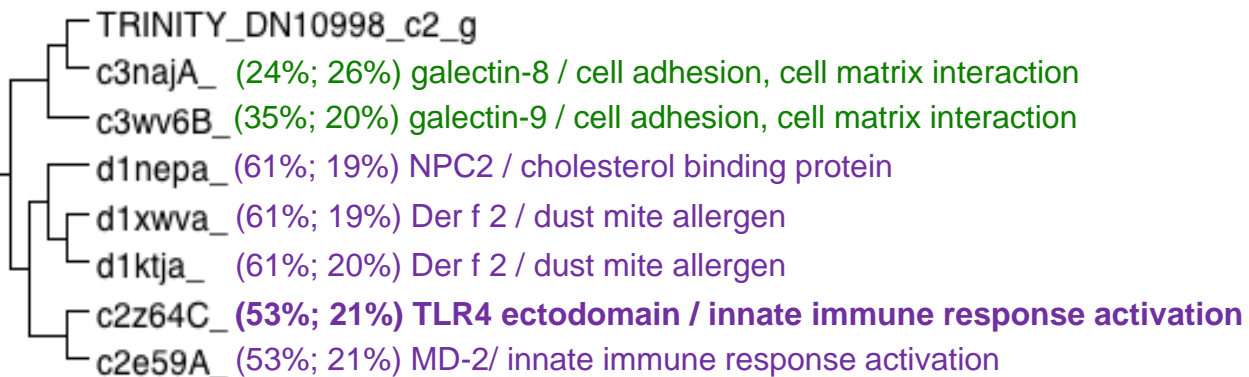 TRINITY_DN10998_c2_g
c3najA_ (24%; 26%) galectin-8 / cell adhesion, cell matrix interaction
c3wv6B_ (35%; 20%) galectin-9 / cell adhesion, cell matrix interaction
d1nepa_ (61%; 19%) NPC2 / cholesterol binding protein
d1xwva_ (61%; 19%) Der f 2 / dust mite allergen
d1ktja_ (61%; 20%) Der f 2 / dust mite allergen
c2z64C_ (53%; 21%) TLR4 ectodomain / innate immune response activation
c2e59A_ (53%; 21%) MD-2/ innate immune response activation